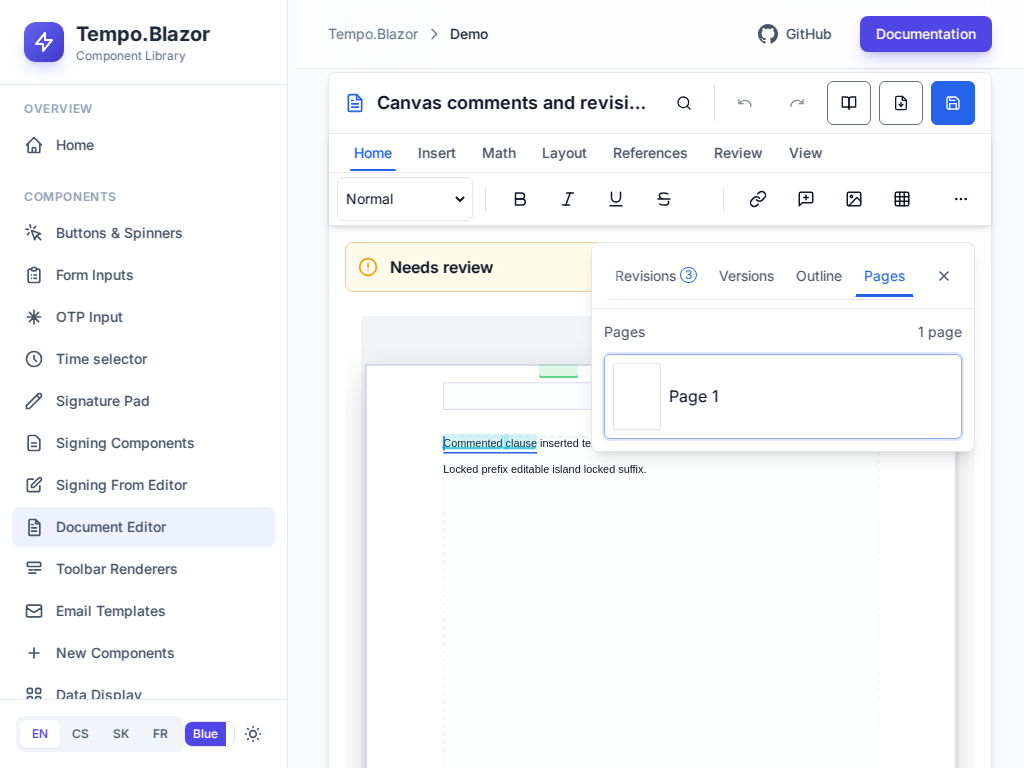 Tempo.Blazor
Component Library
OVERVIEW
Home
COMPONENTS
Buttons & Spinners
Form Inputs
OTP Input
Time selector
Signature Pad
Signing Components
Signing From Editor
Document Editor
Toolbar Renderers
Email Templates
New Components
Data Display
EN CS SK FR Blue
Tempo.Blazor Demo GitHub Documentation
Canvas comments and revisi...
Home Insert Math Layout References Review View
Normal
Needs review
Revisions 3 Versions Outline Pages
Pages 1 page
Page 1
Commented clause inserted te
Locked prefix editable island locked suffix.